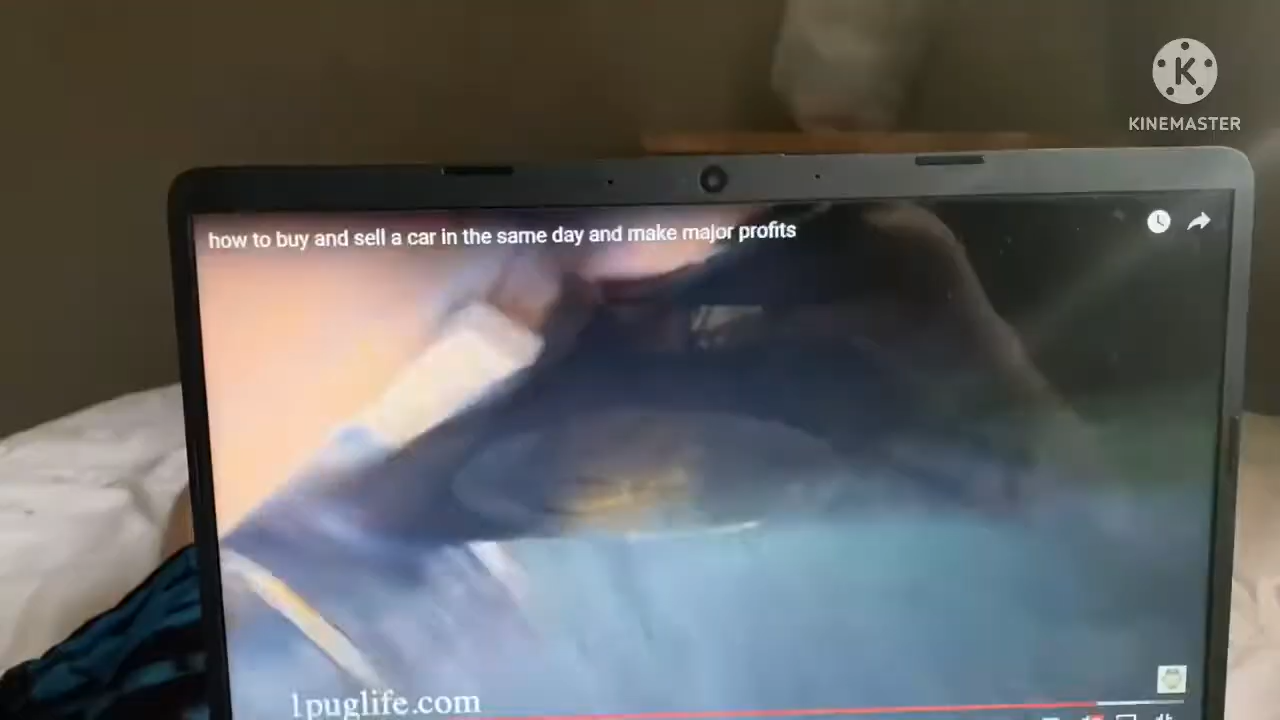 K
KINEMASTER
how to buy and sell a car in the same day and make major profits
1puglife.com